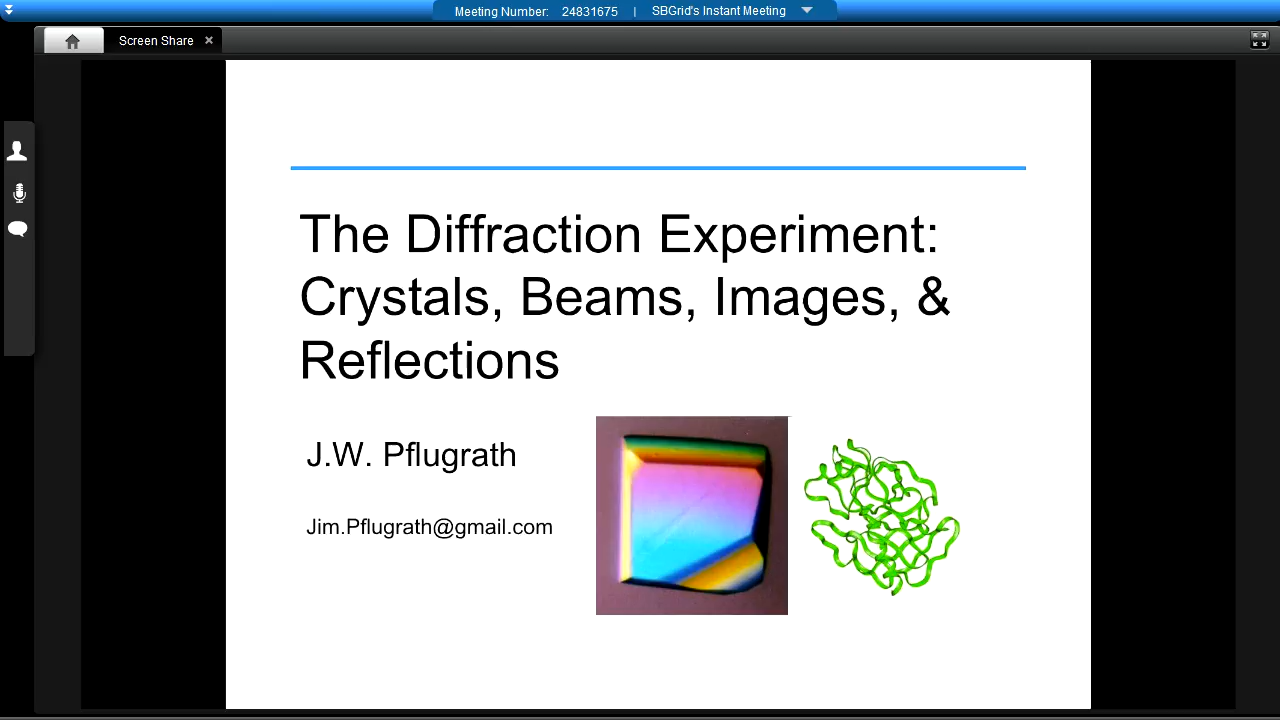 Meeting Number: 24831675 | SBGrid's Instant Meeting
Screen Share ×
The Diffraction Experiment:
Crystals, Beams, Images, &
Reflections
J.W. Pflugrath
Jim.Pflugrath@gmail.com